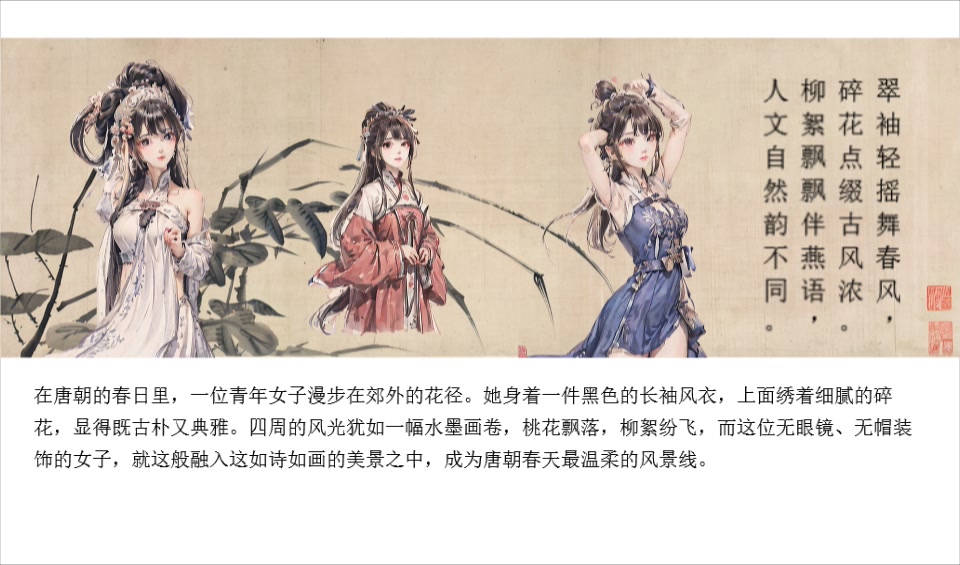 翠袖轻摇舞春风，
碎花点缀古风浓。
柳絮飘飘伴燕语，
人文自然韵不同。
在唐朝的春日里，一位青年女子漫步在郊外的花径。她身着一件黑色的长袖风衣，上面绣着细腻的碎
花，显得既古朴又典雅。四周的风光犹如一幅水墨画卷，桃花飘落，柳絮纷飞，而这位无眼镜、无帽装
饰的女子，就这般融入这如诗如画的美景之中，成为唐朝春天最温柔的风景线。